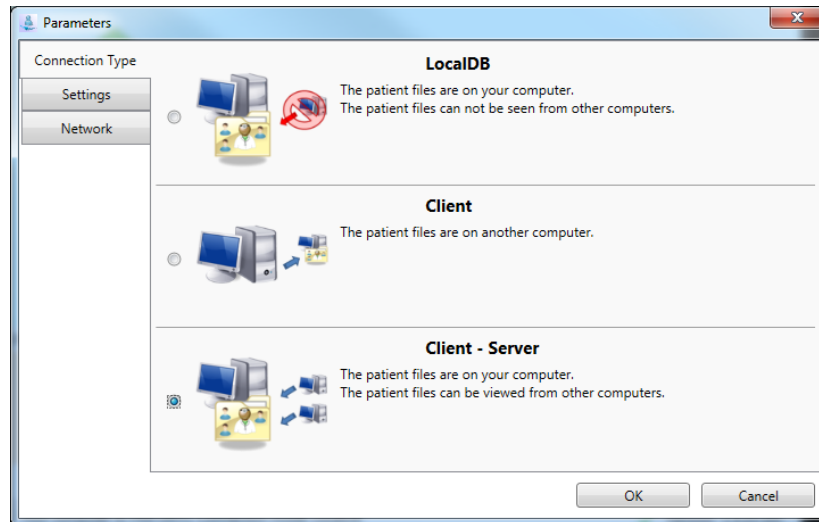 Parameters
Connection Type
Settings
Network
LocalDB
The patient files are on your computer.
The patient files can not be seen from other computers.
Client
The patient files are on another computer.
Client - Server
The patient files are on your computer.
The patient files can be viewed from other computers.
OK
Cancel